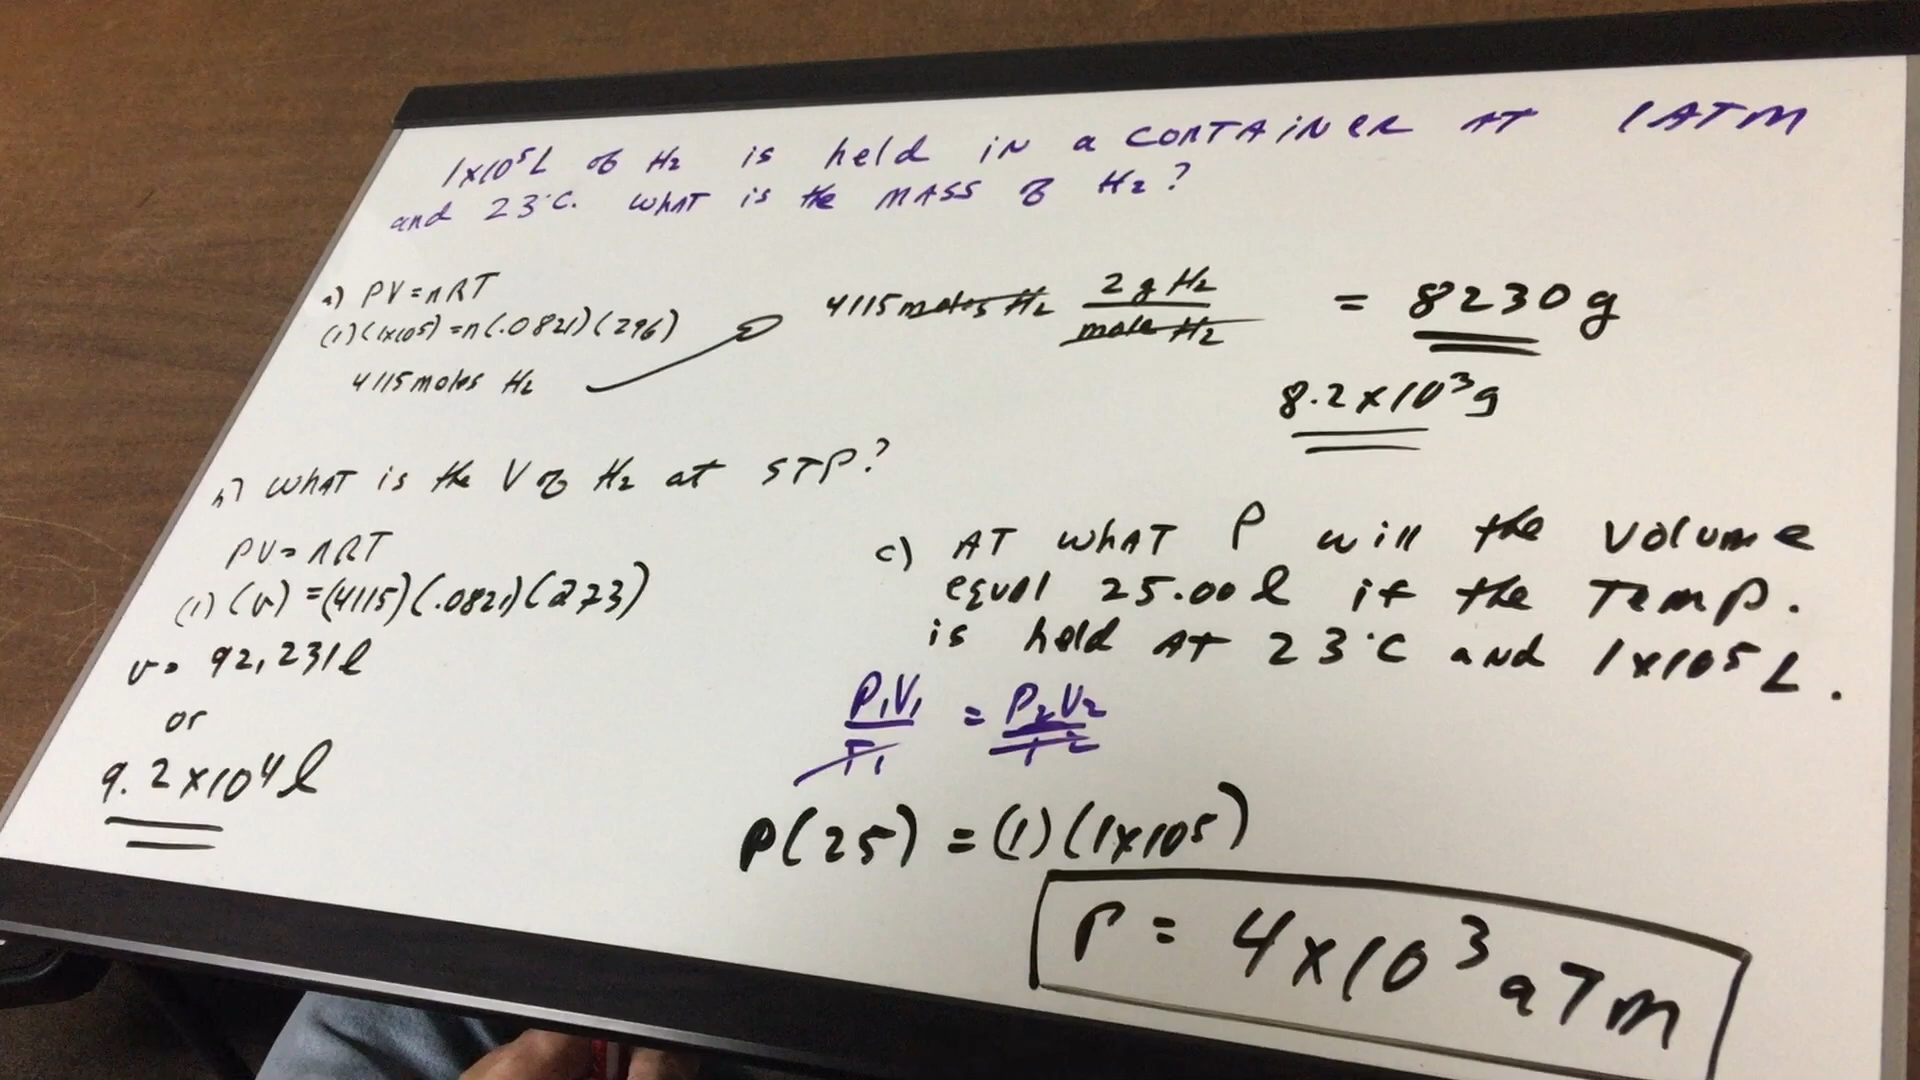 1x10⁵L of H₂ is held in a container at 1 ATM
and 23°C. What is the MASS of H₂?
a) PV=nRT
(1)(1x10⁵)=n(.0821)(296)
4115 moles H₂
4115 moles H₂ 2g H₂ / mole H₂ = 8230g
8.2x10³g
b) What is the V of H₂ at STP?
PV=nRT
(1)(V)=(4115)(.0821)(273)
V= 92,231l
or
9.2x10⁴l
c) AT WHAT P will the volume
equal 25.00l if the Temp.
is held at 23°C and 1x10⁵L.
P₁V₁/T₁ = P₂V₂/T₂
P(25)=(1)(1x10⁵)
P= 4x10³ aTm